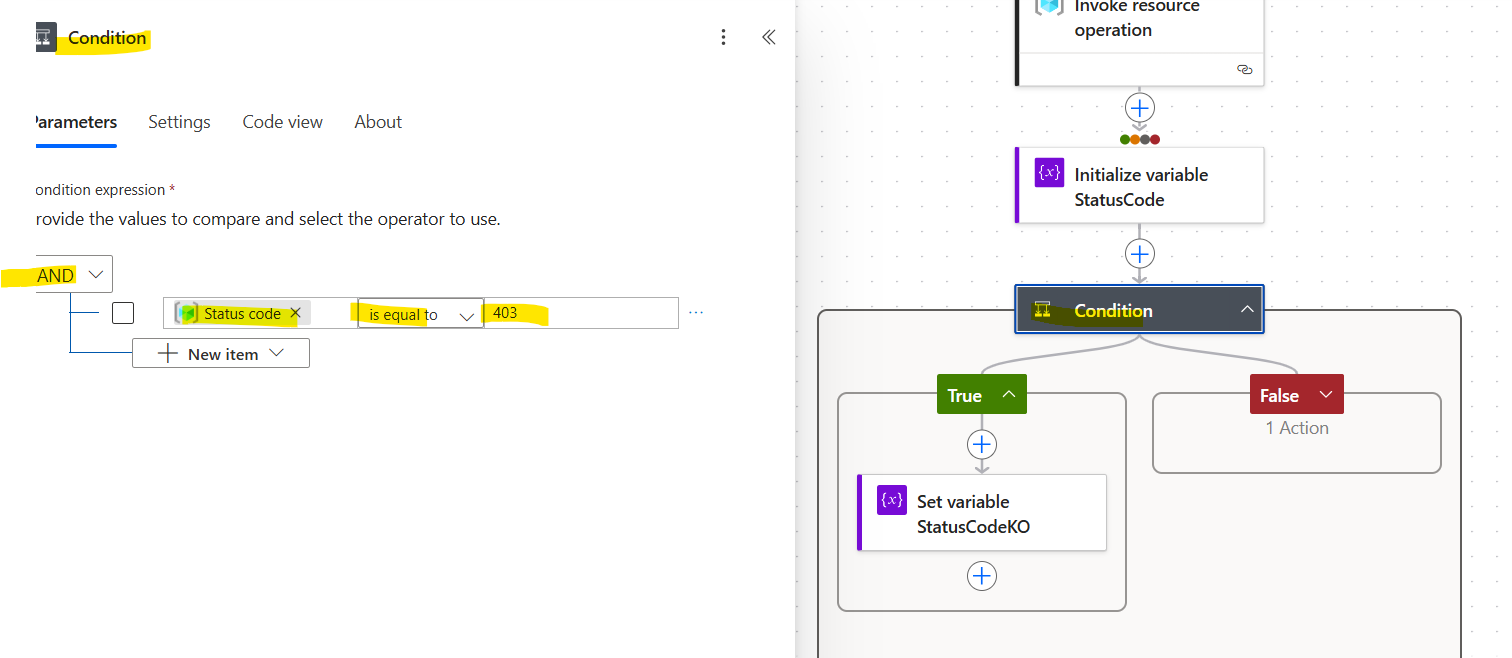 Condition
Parameters
Settings
Code view
About
ondition expression *
rovide the values to compare and select the operator to use.
AND
Status code
is equal to
403
New item
Invoke resource
operation
{x}
Initialize variable
StatusCode
Condition
True
False
1 Action
{x}
Set variable
StatusCodeKO